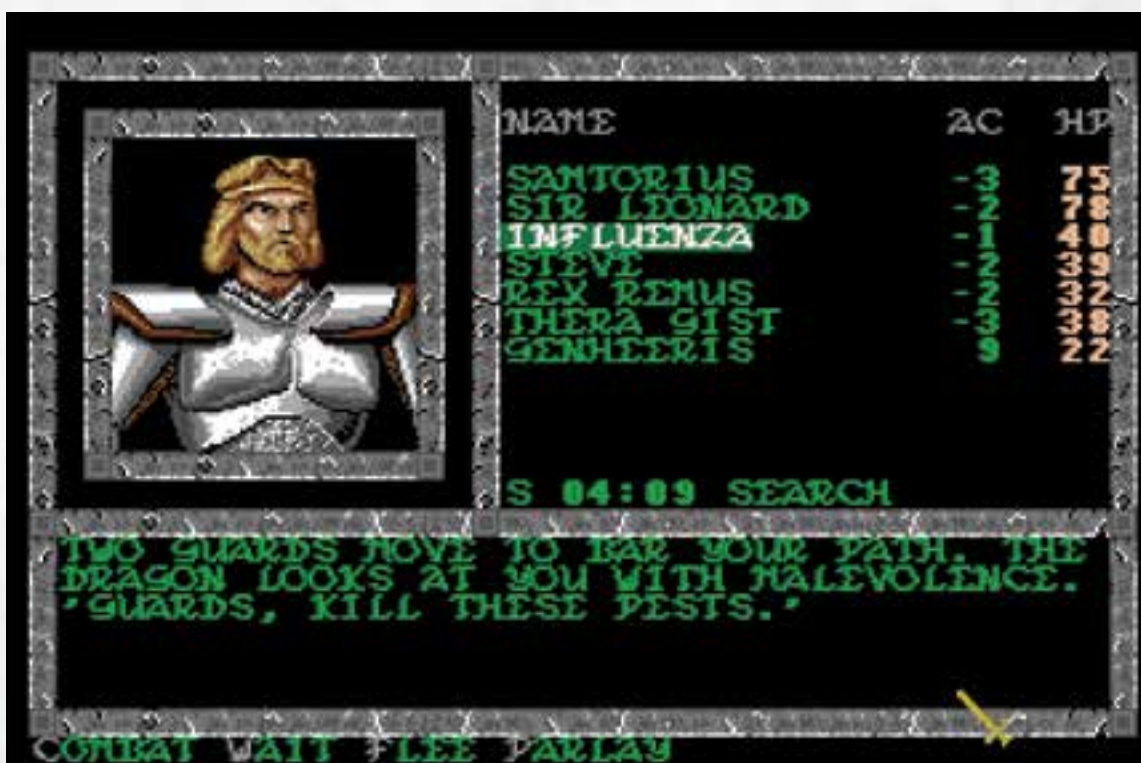 NAME AC HP
SANTORIUS -3 75
SIR LEONARD -2 78
INFLUENZA -1 40
STEVE -2 39
REX REMUS -2 32
THERA GIST -3 38
GENHEERIS 9 22
S 04:09 SEARCH
TWO GUARDS MOVE TO BAR YOUR PATH. THE
DRAGON LOOKS AT YOU WITH MALEVOLENCE.
'GUARDS, KILL THESE PESTS.'
COMBAT WAIT FLEE PARLAY